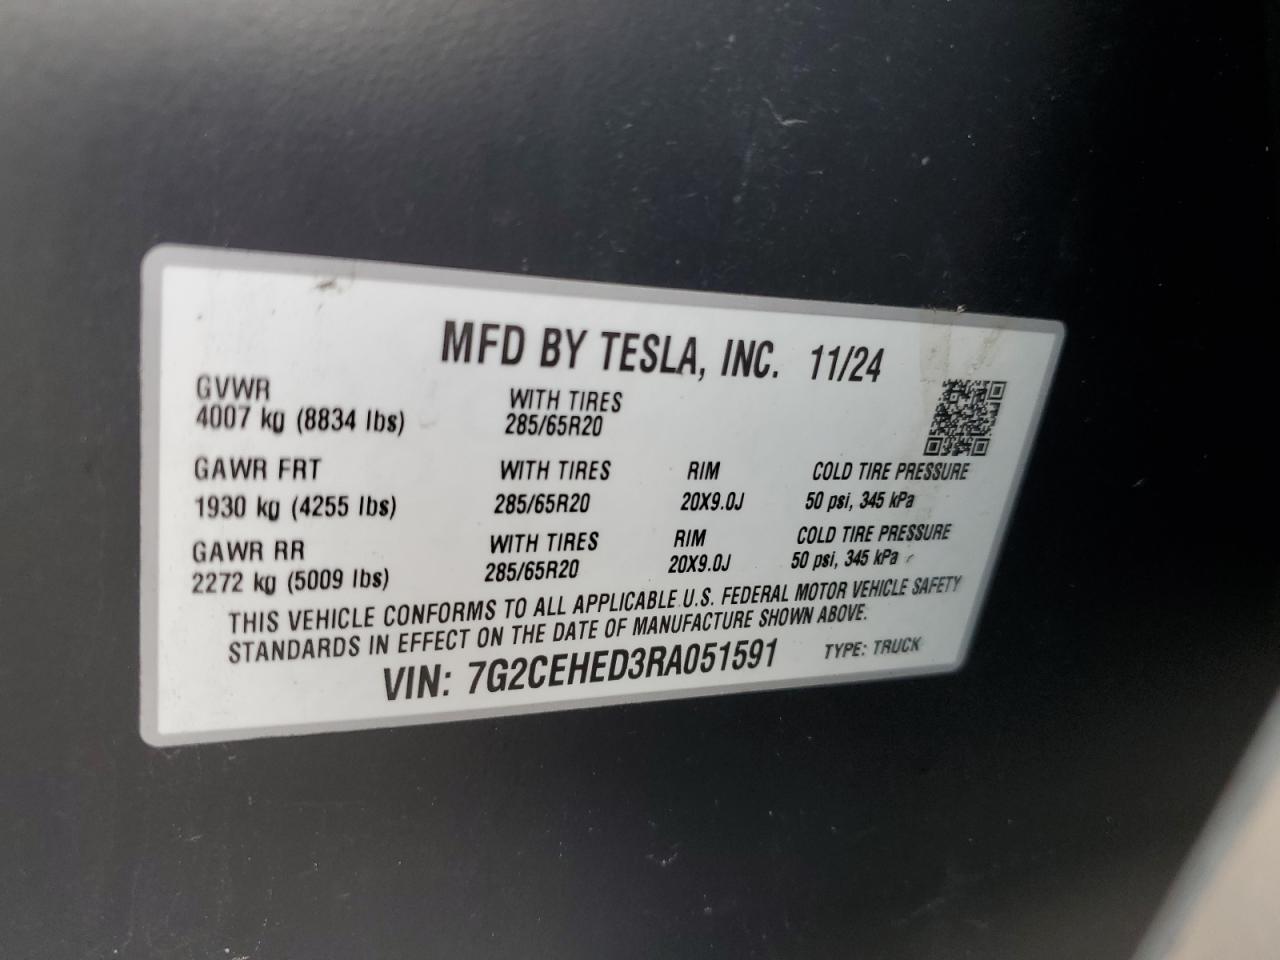 MFD BY TESLA, INC. 11/24
GVWR
4007 kg (8834 lbs)
WITH TIRES
285/65R20
GAWR FRT WITH TIRES RIM COLD TIRE PRESSURE
1930 kg (4255 lbs) 285/65R20 20X9.0J 50 psi, 345 kPa
GAWR RR WITH TIRES RIM COLD TIRE PRESSURE
2272 kg (5009 lbs) 285/65R20 20X9.0J 50 psi, 345 kPa
THIS VEHICLE CONFORMS TO ALL APPLICABLE U.S. FEDERAL MOTOR VEHICLE SAFETY
STANDARDS IN EFFECT ON THE DATE OF MANUFACTURE SHOWN ABOVE.
VIN: 7G2CEHED3RA051591 TYPE: TRUCK